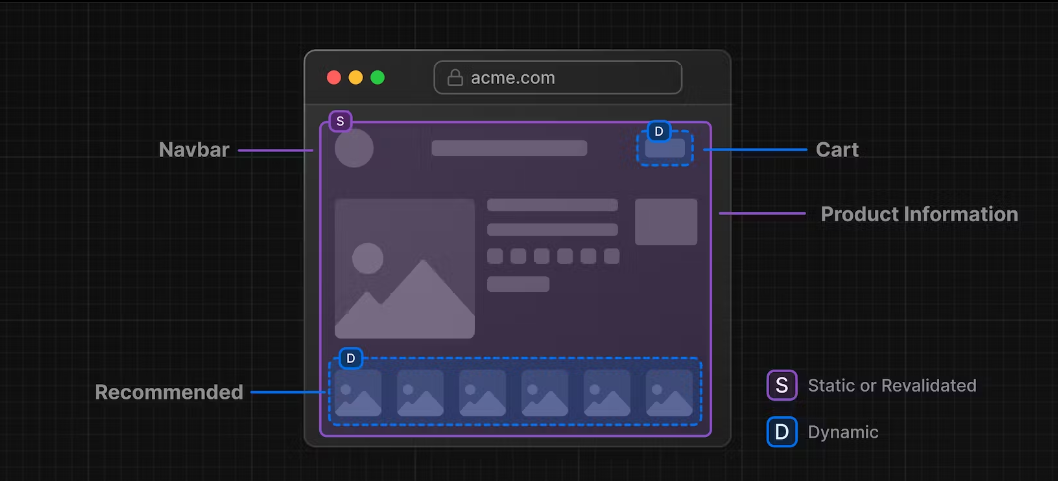 acme.com
S
D
Navbar
Cart
Product Information
D
Recommended
S Static or Revalidated
D Dynamic